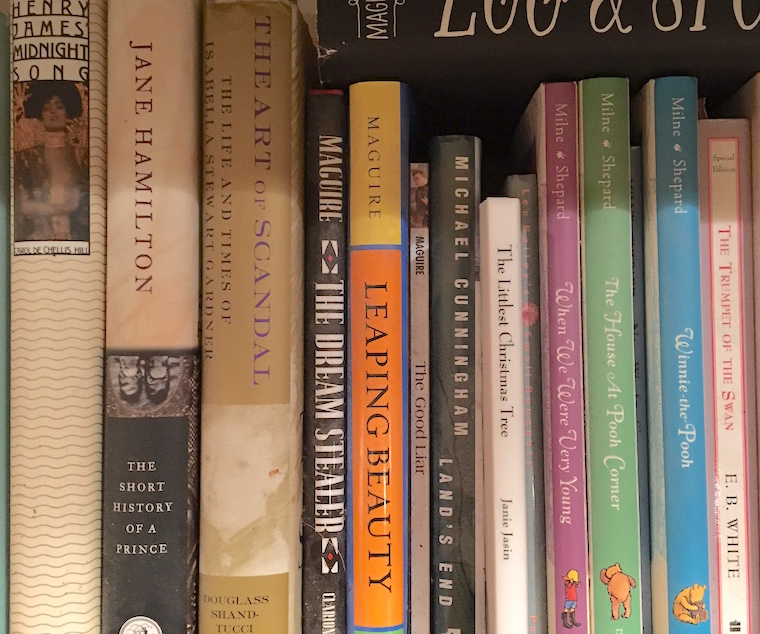 HENRY
JAMES'
MIDNIGHT
SONG
CAROL DE CHELLIS HILL
JANE HAMILTON
THE
SHORT
HISTORY
OF A
PRINCE
THE ART OF SCANDAL
THE LIFE AND TIMES OF
ISABELLA STEWART GARDNER
DOUGLASS
SHAND-
TUCCI
MAGUIRE THE DREAM STEALER CLARION
MAGUIRE
LEAPING BEAUTY
MAGUIRE The Good Liar
MICHAEL CUNNINGHAM LAND'S END
The Littlest Christmas Tree Janie Jasin
Milne Shepard When We Were Very Young
Milne Shepard The House At Pooh Corner
Milne Shepard Winnie-the-Pooh
Special
Edition
THE TRUMPET OF THE SWAN E. B. WHITE